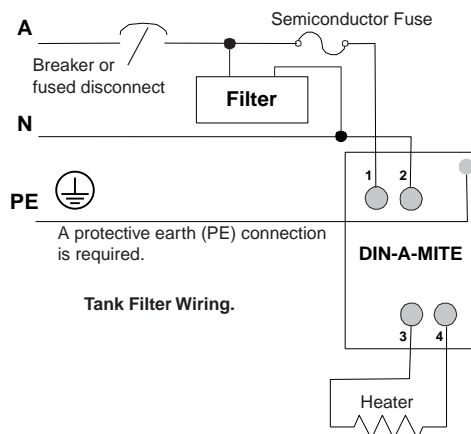 Semiconductor Fuse
A
Breaker or
fused disconnect
Filter
N
1 2
PE
A protective earth (PE) connection
is required.
DIN-A-MITE
Tank Filter Wiring.
3 4
Heater